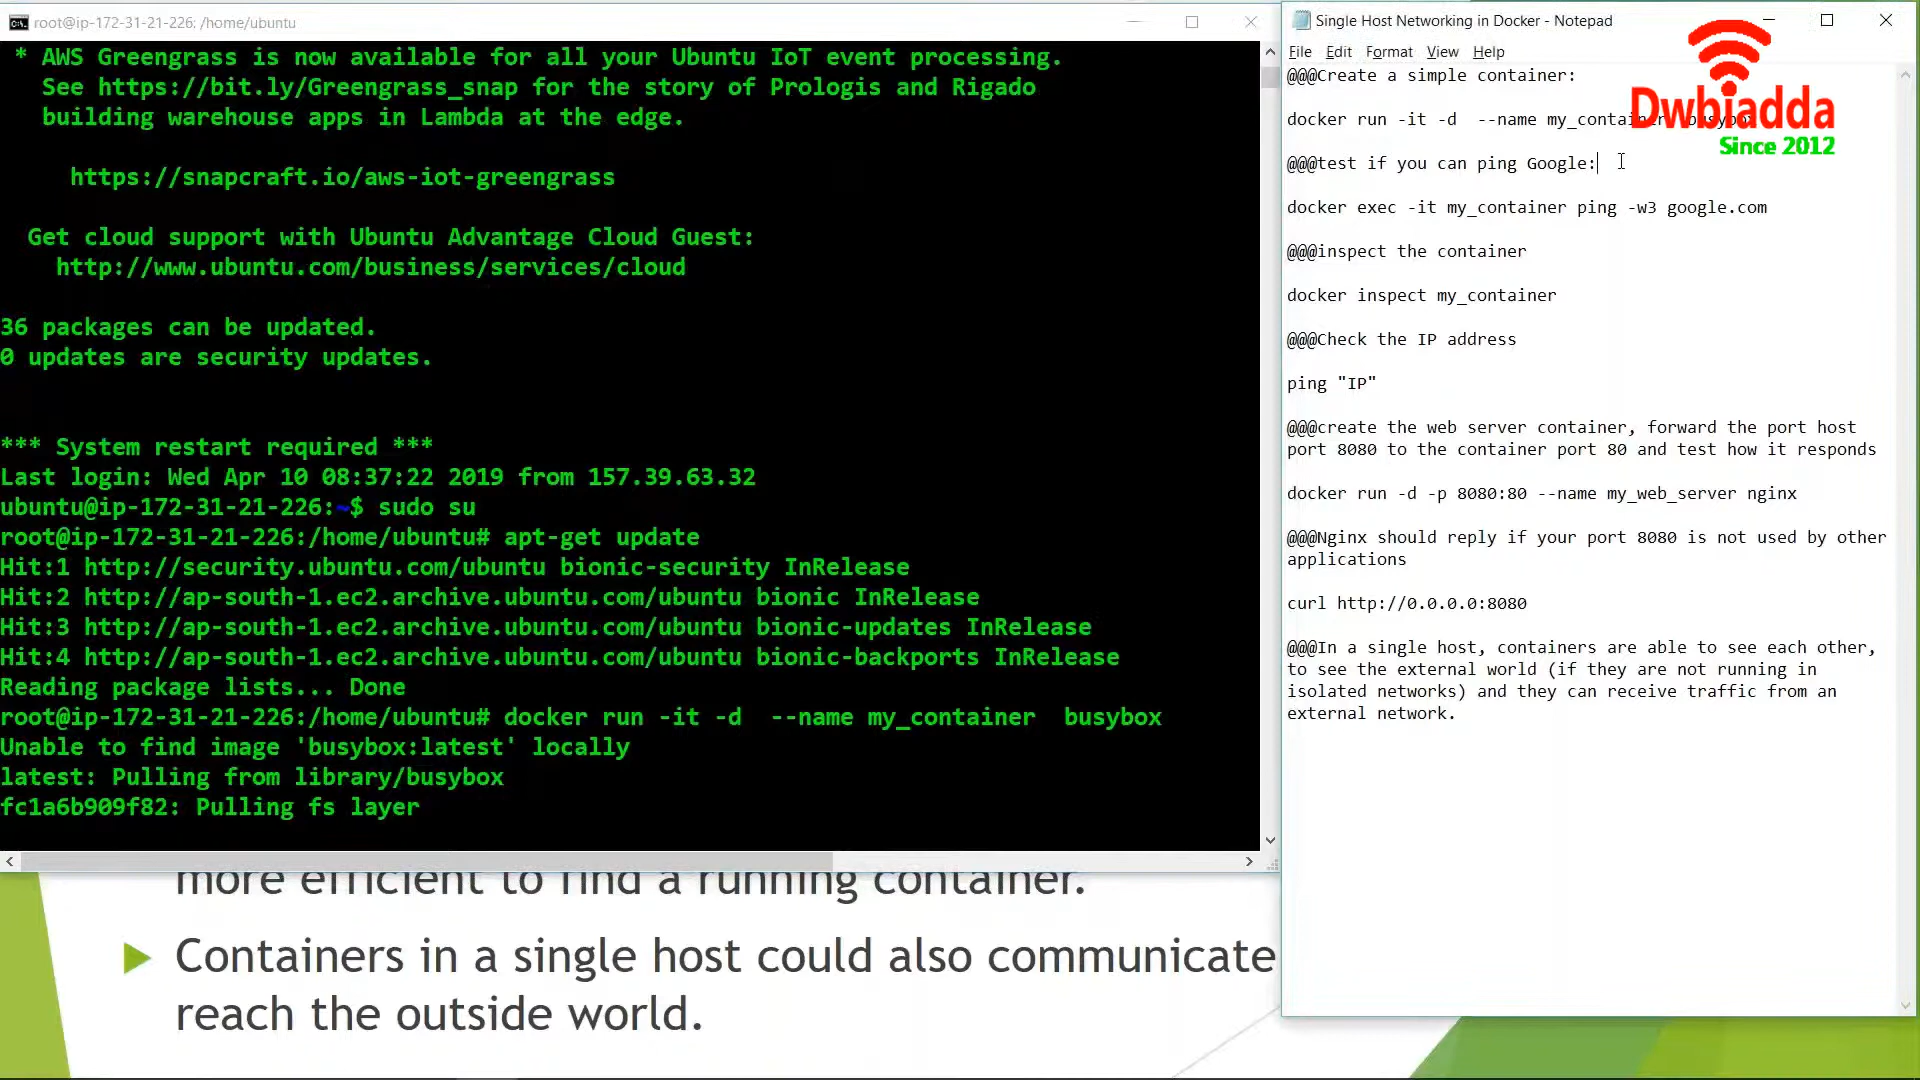 root@ip-172-31-21-226: /home/ubuntu
* AWS Greengrass is now available for all your Ubuntu IoT event processing.
See https://bit.ly/Greengrass_snap for the story of Prologis and Rigado
building warehouse apps in Lambda at the edge.
https://snapcraft.io/aws-iot-greengrass
Get cloud support with Ubuntu Advantage Cloud Guest:
http://www.ubuntu.com/business/services/cloud
36 packages can be updated.
0 updates are security updates.
*** System restart required ***
Last login: Wed Apr 10 08:37:22 2019 from 157.39.63.32
ubuntu@ip-172-31-21-226:~$ sudo su
root@ip-172-31-21-226:/home/ubuntu# apt-get update
Hit:1 http://security.ubuntu.com/ubuntu bionic-security InRelease
Hit:2 http://ap-south-1.ec2.archive.ubuntu.com/ubuntu bionic InRelease
Hit:3 http://ap-south-1.ec2.archive.ubuntu.com/ubuntu bionic-updates InRelease
Hit:4 http://ap-south-1.ec2.archive.ubuntu.com/ubuntu bionic-backports InRelease
Reading package lists... Done
root@ip-172-31-21-226:/home/ubuntu# docker run -it -d  --name my_container  busybox
Unable to find image 'busybox:latest' locally
latest: Pulling from library/busybox
fc1a6b909f82: Pulling fs layer
more efficient to find a running container.
Containers in a single host could also communicate
reach the outside world.
Single Host Networking in Docker - Notepad
File Edit Format View Help
@@@Create a simple container:
docker run -it -d  --name my_container  busybox
@@@test if you can ping Google:
docker exec -it my_container ping -w3 google.com
@@@inspect the container
docker inspect my_container
@@@Check the IP address
ping "IP"
@@@create the web server container, forward the port host
port 8080 to the container port 80 and test how it responds
docker run -d -p 8080:80 --name my_web_server nginx
@@@Nginx should reply if your port 8080 is not used by other
applications
curl http://0.0.0.0:8080
@@@In a single host, containers are able to see each other,
to see the external world (if they are not running in
isolated networks) and they can receive traffic from an
external network.
Dwbiadda
Since 2012